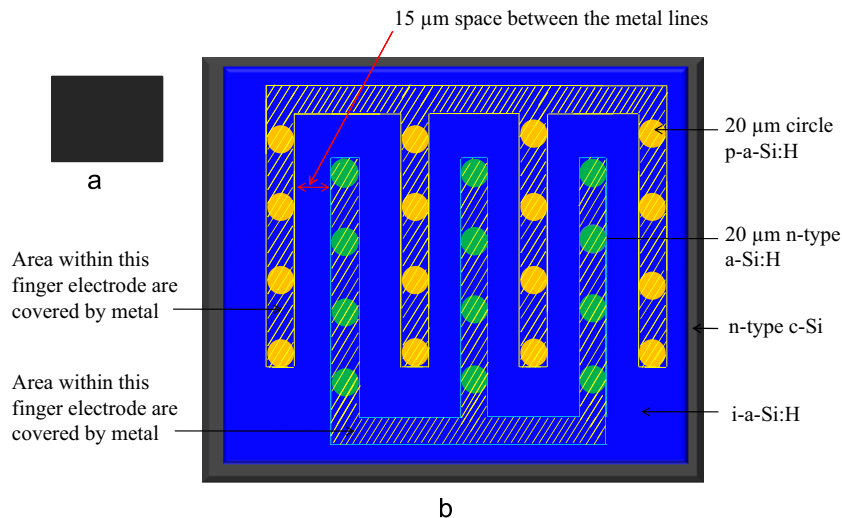 15 µm space between the metal lines
a
20 µm circle
p-a-Si:H
20 µm n-type
a-Si:H
Area within this
finger electrode are
covered by metal
n-type c-Si
Area within this
finger electrode are
covered by metal
i-a-Si:H
b